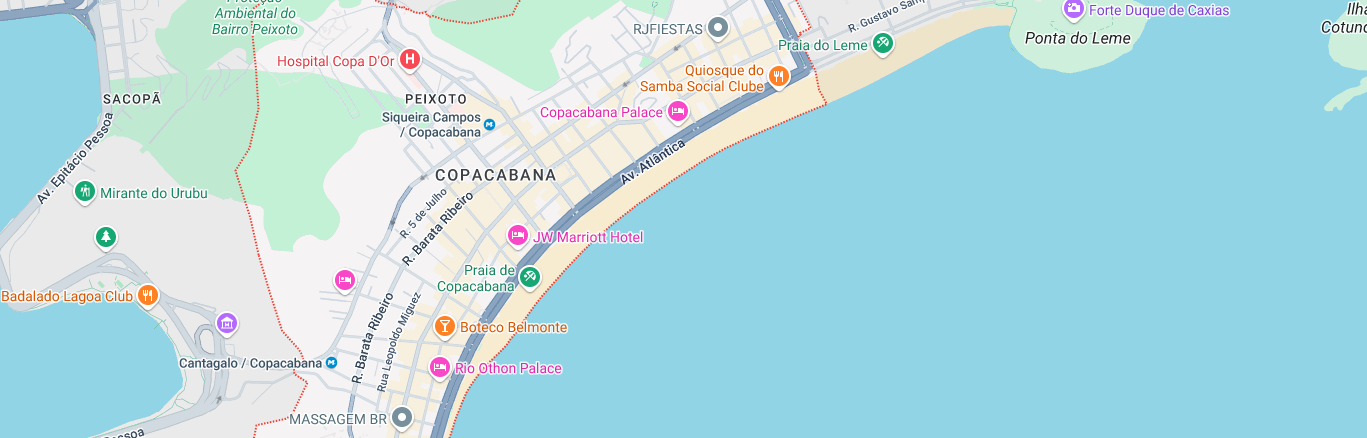 Proteção
Ambiental do
Bairro Peixoto
RJFIESTAS
R. Gustavo Samp
Forte Duque de Caxias
Ilha
Cotund
Ponta do Leme
Praia do Leme
Hospital Copa D'Or
Quiosque do
Samba Social Clube
SACOPÃ
PEIXOTO
Siqueira Campos
/ Copacabana
Copacabana Palace
Av. Epitácio Pessoa
Av. Atlântica
COPACABANA
Mirante do Urubu
R. 5 de Julho
R. Barata Ribeiro
JW Marriott Hotel
Praia de
Copacabana
Badalado Lagoa Club
R. Barata Ribeiro
Rua Leopoldo Miguez
Boteco Belmonte
Cantagalo / Copacabana
Rio Othon Palace
MASSAGEM BR
Pessoa